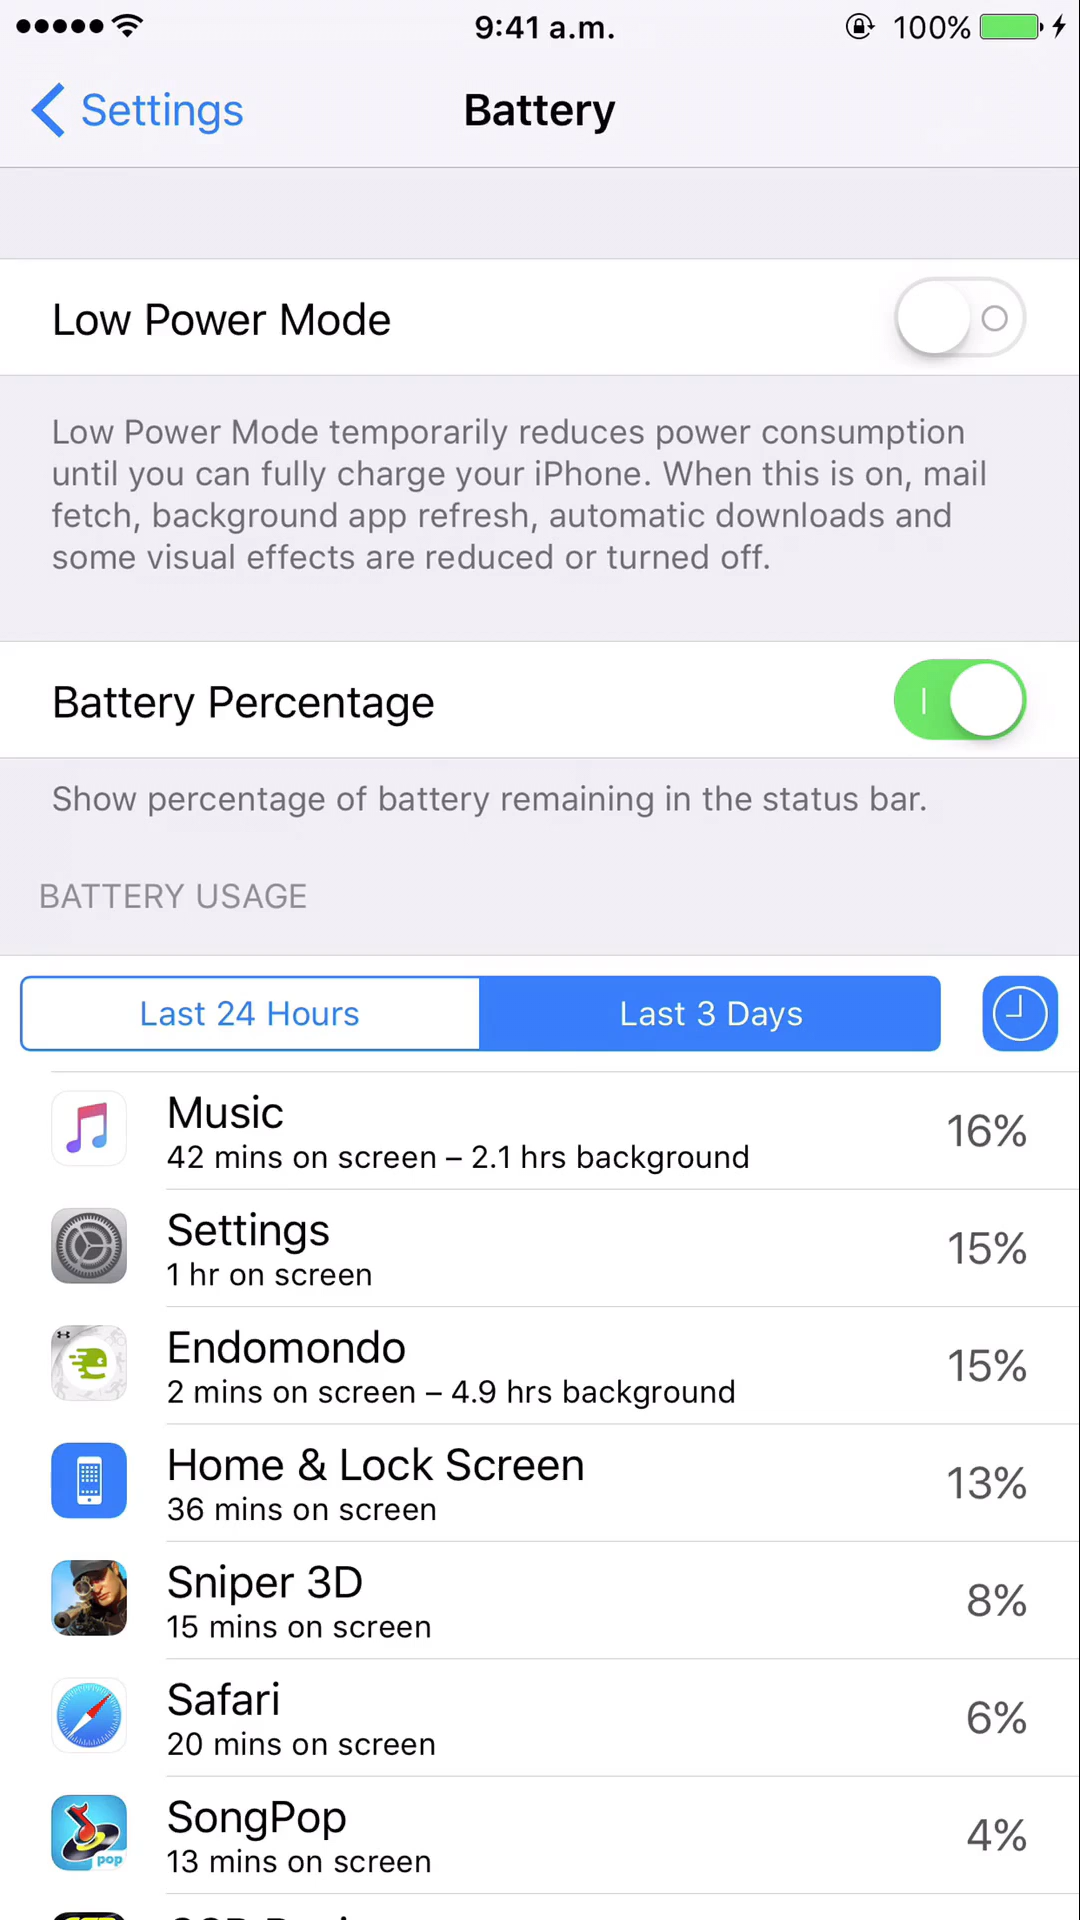 9:41 a.m.
100%
Settings
Battery
Low Power Mode
Low Power Mode temporarily reduces power consumption
until you can fully charge your iPhone. When this is on, mail
fetch, background app refresh, automatic downloads and
some visual effects are reduced or turned off.
Battery Percentage
Show percentage of battery remaining in the status bar.
BATTERY USAGE
Last 24 Hours
Last 3 Days
Music
42 mins on screen – 2.1 hrs background
16%
Settings
1 hr on screen
15%
Endomondo
2 mins on screen – 4.9 hrs background
15%
Home & Lock Screen
36 mins on screen
13%
Sniper 3D
15 mins on screen
8%
Safari
20 mins on screen
6%
pop
SongPop
13 mins on screen
4%